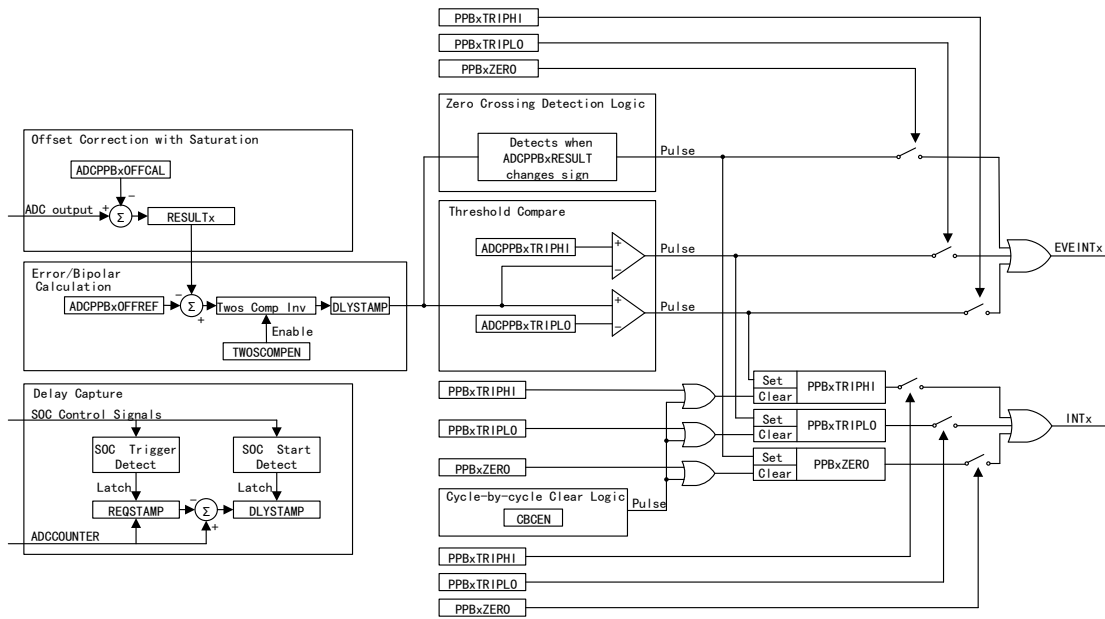 PPBxTRIPHI
PPBxTRIPLO
PPBxZERO
Zero Crossing Detection Logic
Detects when
ADCPPBxRESULT
changes sign
Pulse
Offset Correction with Saturation
ADCPPBxOFFCAL
−
ADC output
+
Σ
RESULTx
Threshold Compare
ADCPPBxTRIPHI
+
−
Pulse
EVEINTx
Error/Bipolar
Calculation
ADCPPBxOFFREF
−
Σ
+
Twos Comp Inv
DLYSTAMP
Enable
TWOSCOMPEN
ADCPPBxTRIPLO
+
−
Pulse
Delay Capture
SOC Control Signals
SOC Trigger
Detect
SOC Start
Detect
Latch
Latch
REQSTAMP
−
Σ
+
DLYSTAMP
ADCCOUNTER
PPBxTRIPHI
Set
Clear
PPBxTRIPHI
PPBxTRIPLO
Set
Clear
PPBxTRIPLO
INTx
PPBxZERO
Set
Clear
PPBxZERO
Cycle-by-cycle Clear Logic
CBCEN
Pulse
PPBxTRIPHI
PPBxTRIPLO
PPBxZERO